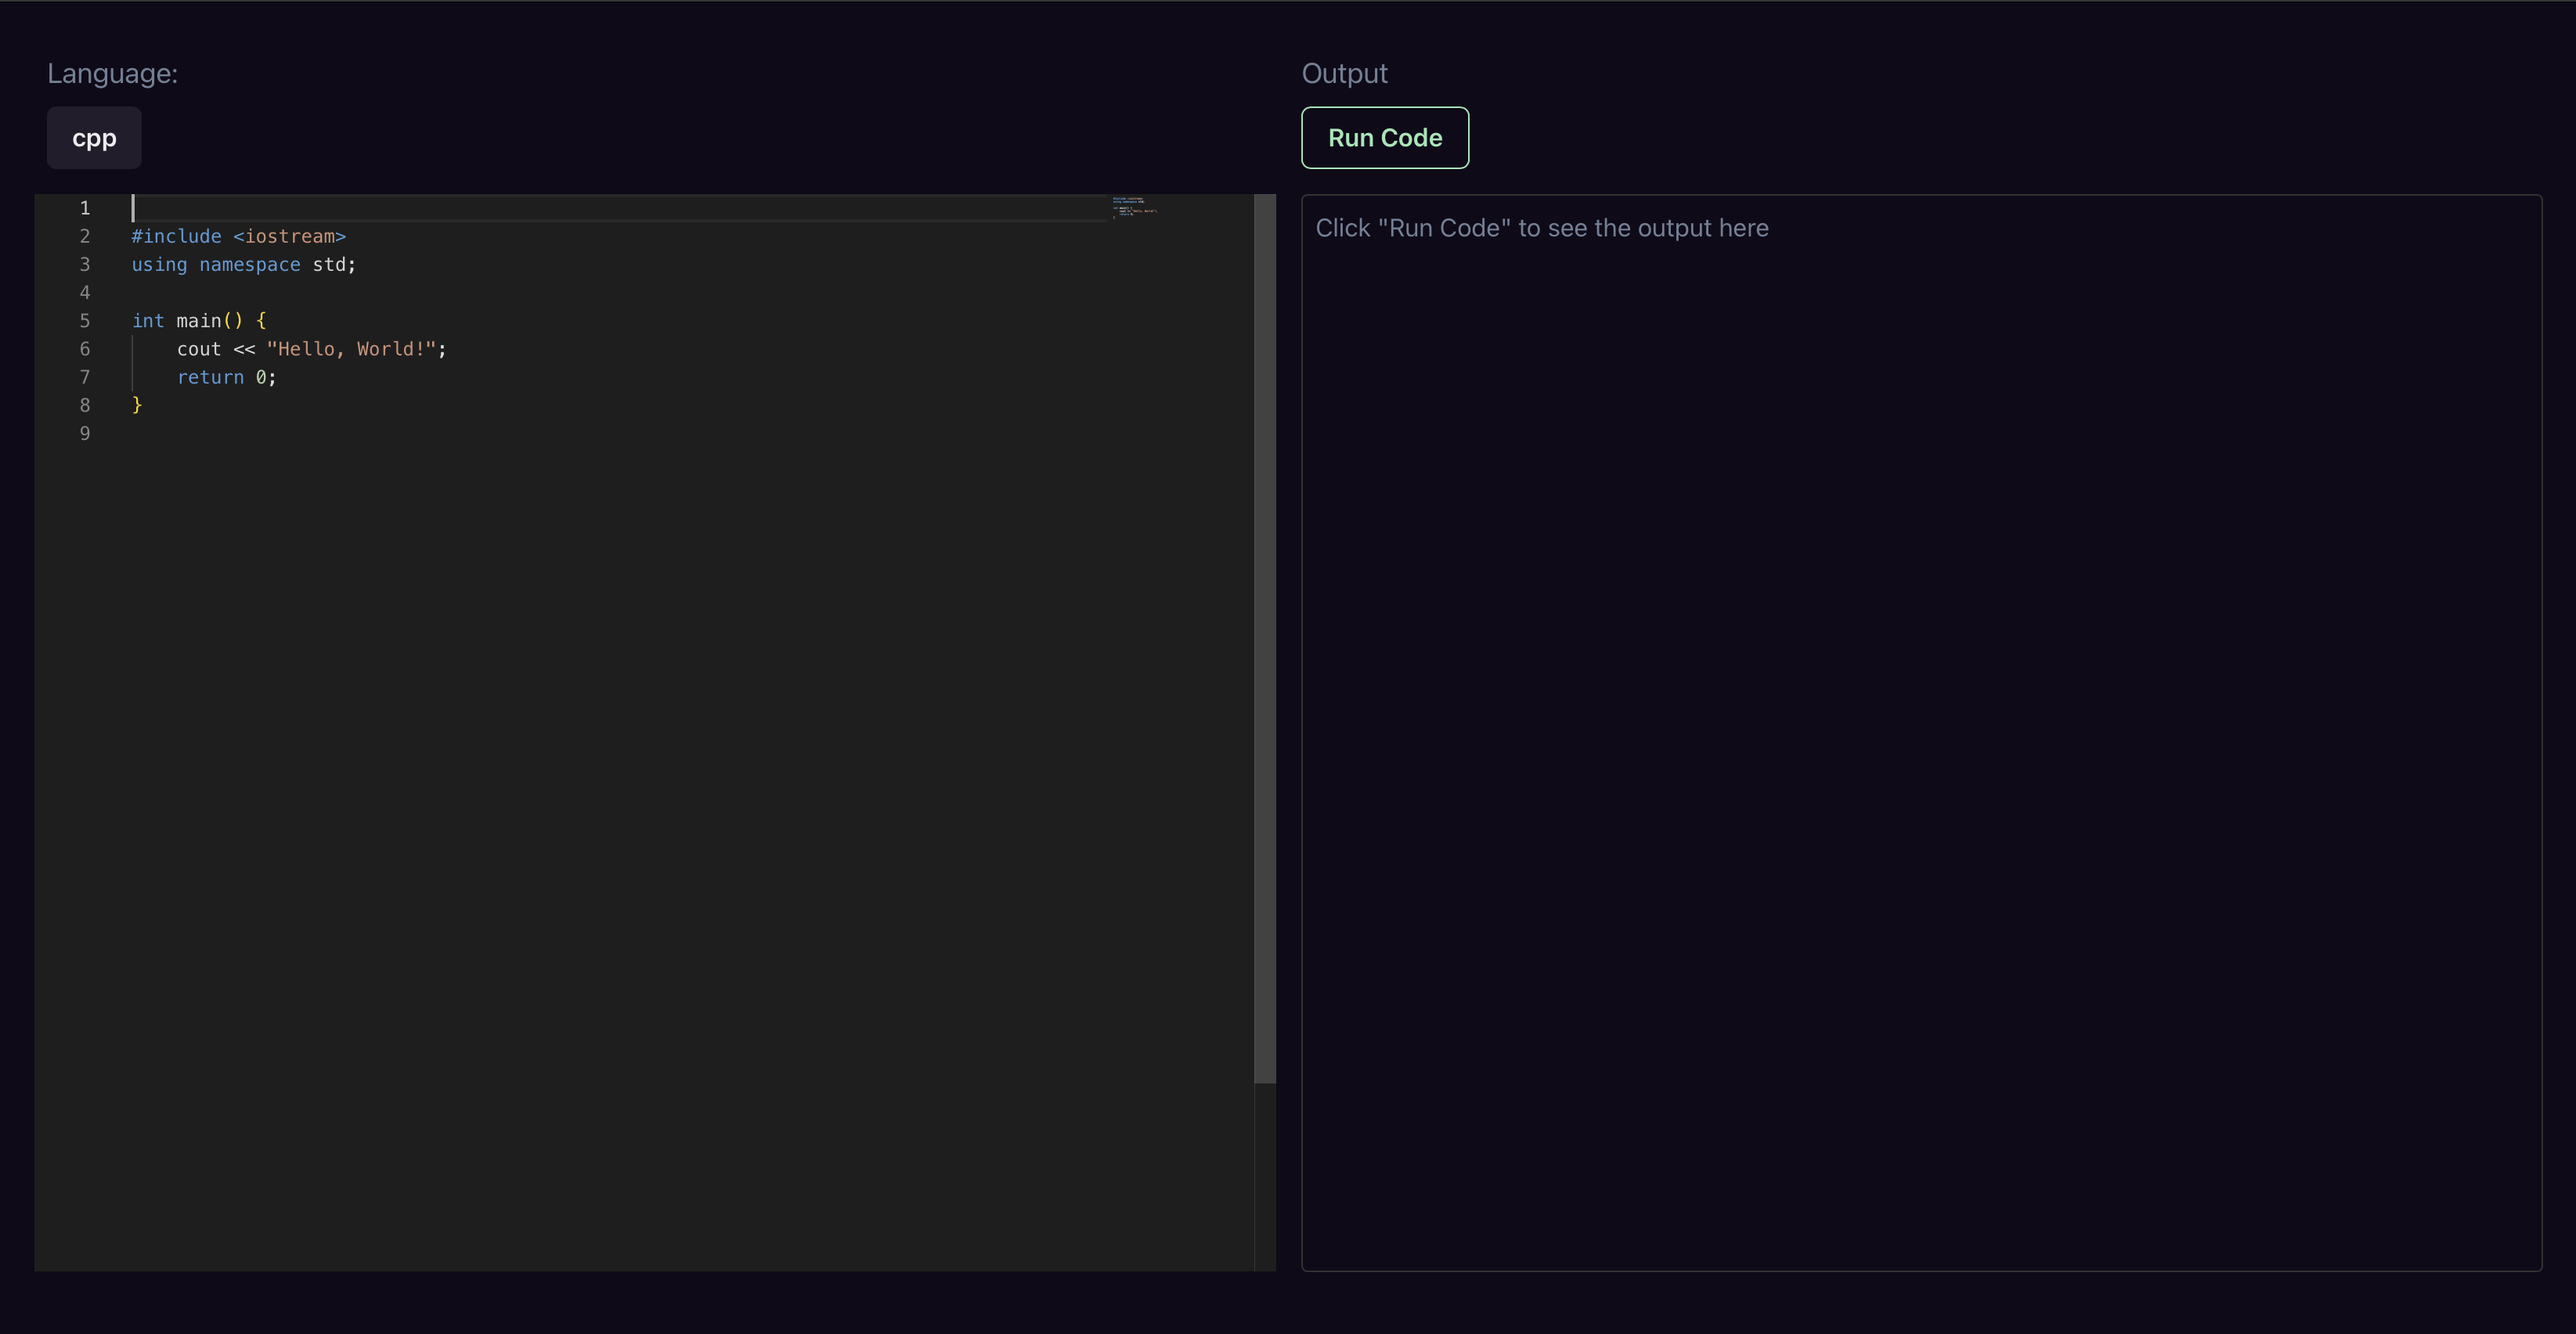 Language:
cpp
1
2 #include <iostream>
3 using namespace std;
4
5 int main() {
6     cout << "Hello, World!";
7     return 0;
8 }
9
Output
Run Code
Click "Run Code" to see the output here